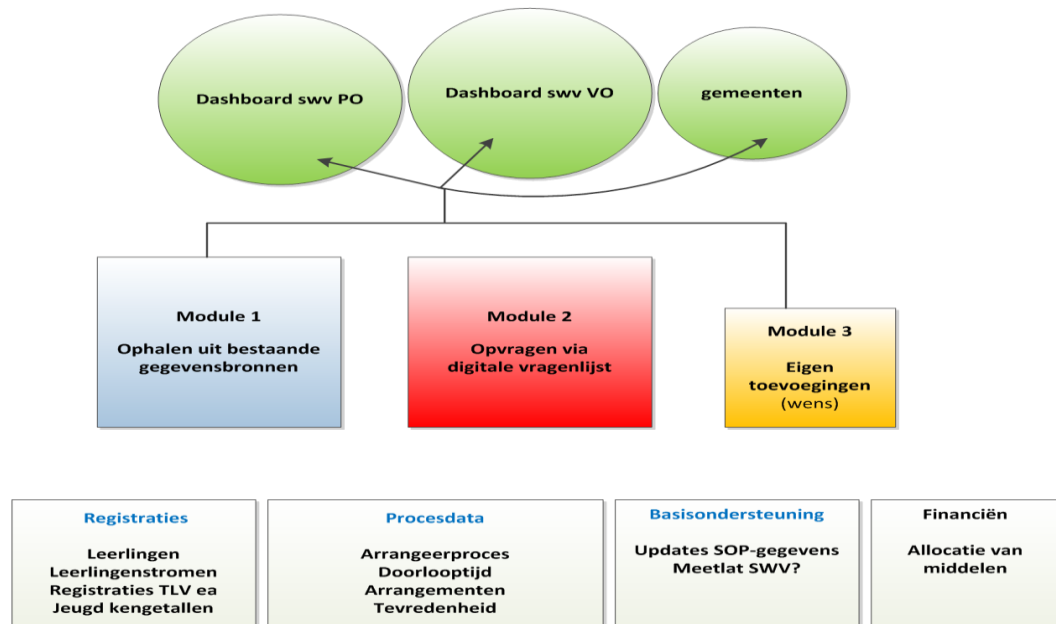 Dashboard swv PO
Dashboard swv VO
gemeenten
Module 1
Ophalen uit bestaande
gegevensbronnen
Module 2
Opvragen via
digitale vragenlijst
Module 3
Eigen
toevoegingen
(wens)
Registraties
Leerlingen
Leerlingenstromen
Registraties TLV ea
Jeugd kengetallen
Procesdata
Arrangeerproces
Doorlooptijd
Arrangementen
Tevredenheid
Basisondersteuning
Updates SOP-gegevens
Meetlat SWV?
Financiën
Allocatie van
middelen